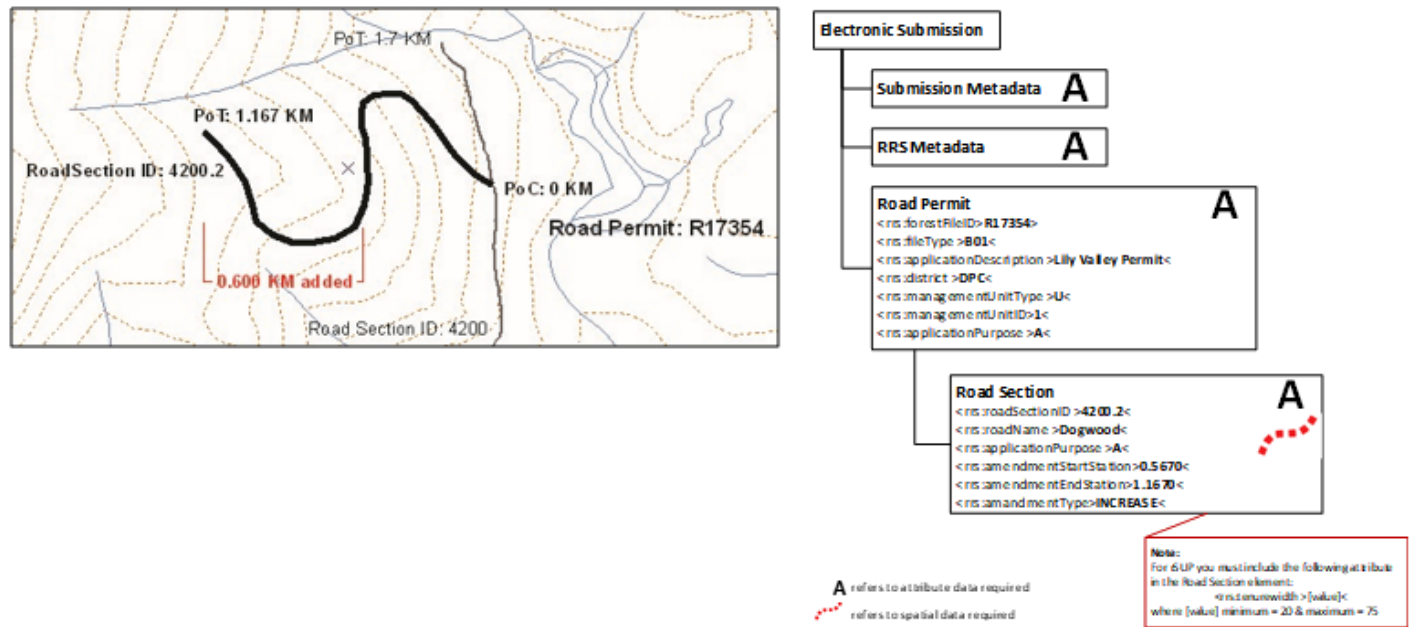 PoT: 1.7 KM
PoT: 1.167 KM
RoadSection ID: 4200.2
PoC: 0 KM
Road Permit: R17354
0.600 KM added
Road Section ID: 4200
Electronic Submission
Submission Metadata A
RRS Metadata A
Road Permit A
<rrs:forestFileID>R17354>
<rrs:fileType >B01<
<rrs:applicationDescription >Lily Valley Permit<
<rrs:district >DPC<
<rrs:managementUnitType >U<
<rrs:managementUnitID>1<
<rrs:applicationPurpose >A<
Road Section A
<rrs:roadSectionID >4200.2<
<rrs:roadName >Dogwood<
<rrs:applicationPurpose >A<
<rrs:amendmentStartStation>0.5670<
<rrs:amendmentEndStation>1.1670<
<rrs:amandmentType>INCREASE<
Note:
For rSUP you must include the following attribute
in the Road Section element:
<rrs:tenurewidth >[value]<
where [value] minimum = 20 & maximum = 75
A refers to attribute data required
refers to spatial data required